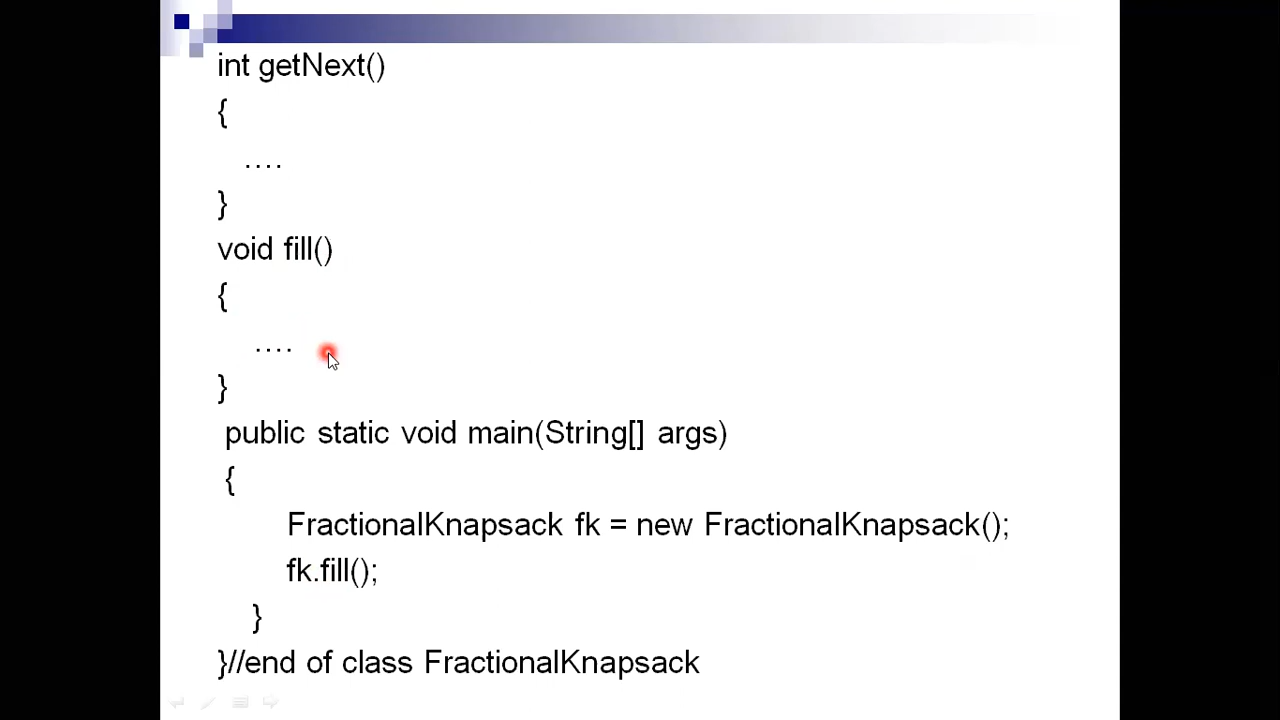 int getNext()
{
….
}
void fill()
{
….
}
public static void main(String[] args)
{
FractionalKnapsack fk = new FractionalKnapsack();
fk.fill();
}
}//end of class FractionalKnapsack